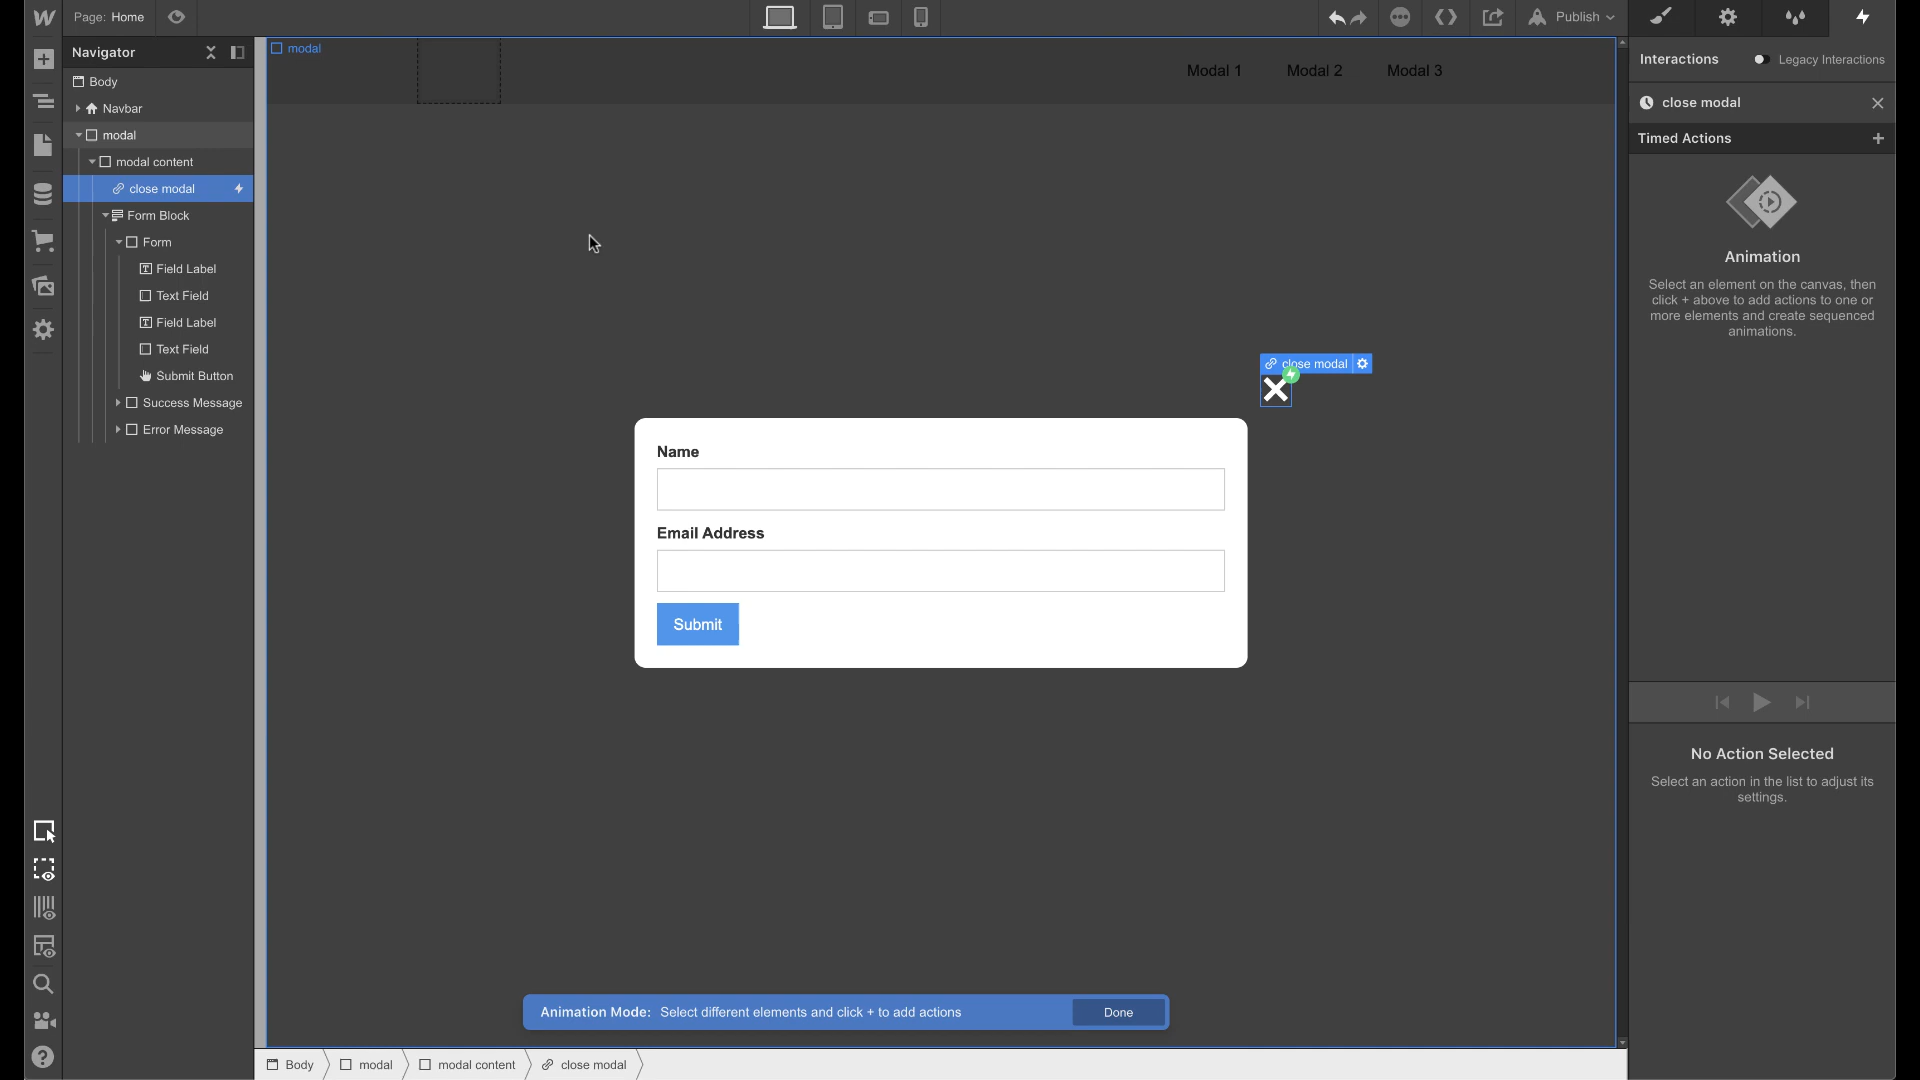 Page: Home
Publish
Navigator
Body
Navbar
modal
modal content
close modal
Form Block
Form
Field Label
Text Field
Field Label
Text Field
Submit Button
Success Message
Error Message
modal
Modal 1 Modal 2 Modal 3
close modal
Name
Email Address
Submit
Animation Mode: Select different elements and click + to add actions
Done
Body modal modal content close modal
Interactions
Legacy Interactions
close modal
Timed Actions
Animation
Select an element on the canvas, then
click + above to add actions to one or
more elements and create sequenced
animations.
No Action Selected
Select an action in the list to adjust its
settings.